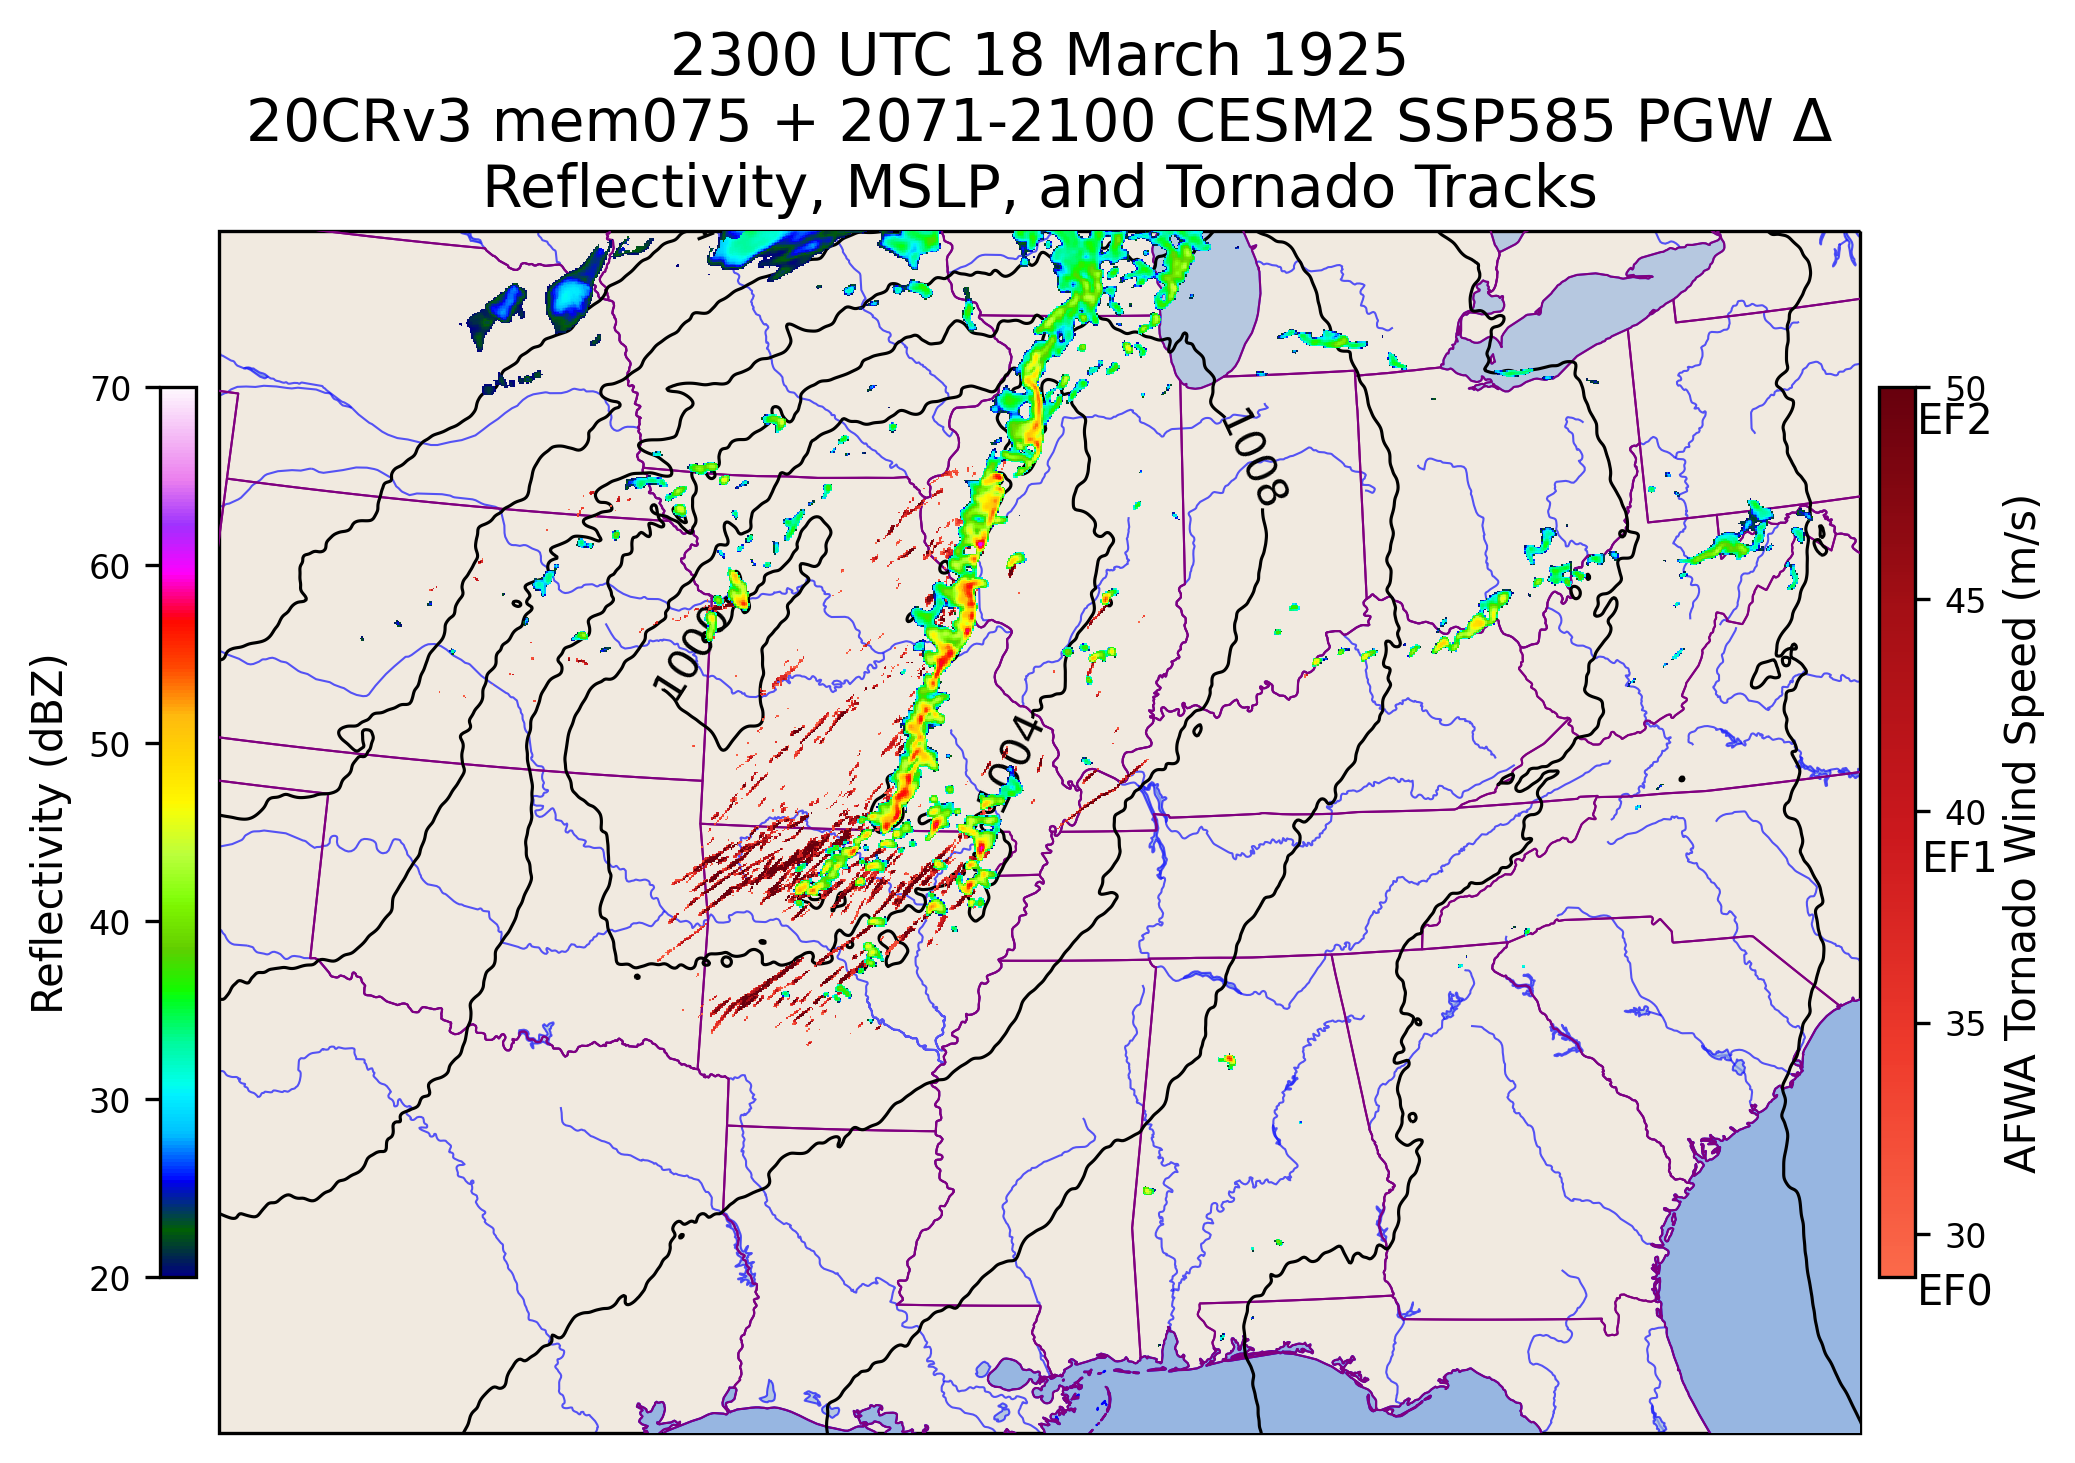 2300 UTC 18 March 1925
20CRv3 mem075 + 2071-2100 CESM2 SSP585 PGW Δ
Reflectivity, MSLP, and Tornado Tracks
70
60
50
40
30
20
Reflectivity (dBZ)
1008
1000
1004
50
EF2
45
40
EF1
35
30
EF0
AFWA Tornado Wind Speed (m/s)